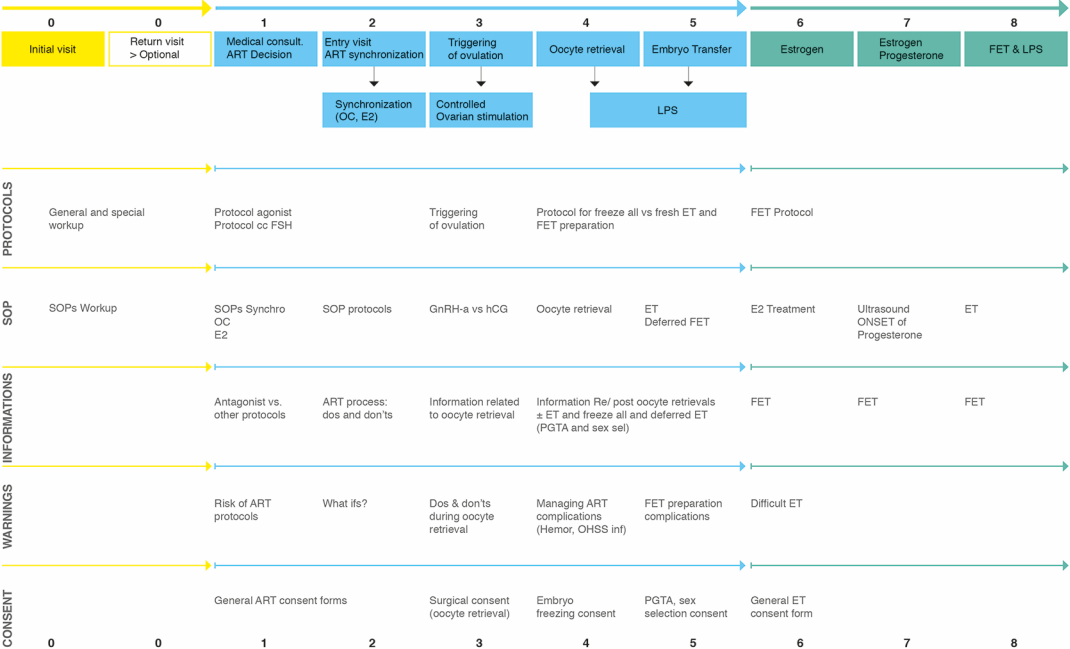 0 0 1 2 3 4 5 6 7 8
Initial visit
Return visit
> Optional
Medical consult.
ART Decision
Entry visit
ART synchronization
Triggering
of ovulation
Oocyte retrieval
Embryo Transfer
Estrogen
Estrogen
Progesterone
FET & LPS
Synchronization
(OC, E2)
Controlled
Ovarian stimulation
LPS
PROTOCOLS
General and special
workup
Protocol agonist
Protocol cc FSH
Triggering
of ovulation
Protocol for freeze all vs fresh ET and
FET preparation
FET Protocol
SOP
SOPs Workup
SOPs Synchro
OC
E2
SOP protocols
GnRH-a vs hCG
Oocyte retrieval
ET
Deferred FET
E2 Treatment
Ultrasound
ONSET of
Progesterone
ET
INFORMATIONS
Antagonist vs.
other protocols
ART process:
dos and don'ts
Information related
to oocyte retrieval
Information Re/ post oocyte retrievals
± ET and freeze all and deferred ET
(PGTA and sex sel)
FET
FET
FET
WARNINGS
Risk of ART
protocols
What ifs?
Dos & don'ts
during oocyte
retrieval
Managing ART
complications
(Hemor, OHSS inf)
FET preparation
complications
Difficult ET
CONSENT
General ART consent forms
Surgical consent
(oocyte retrieval)
Embryo
freezing consent
PGTA, sex
selection consent
General ET
consent form
0 0 1 2 3 4 5 6 7 8